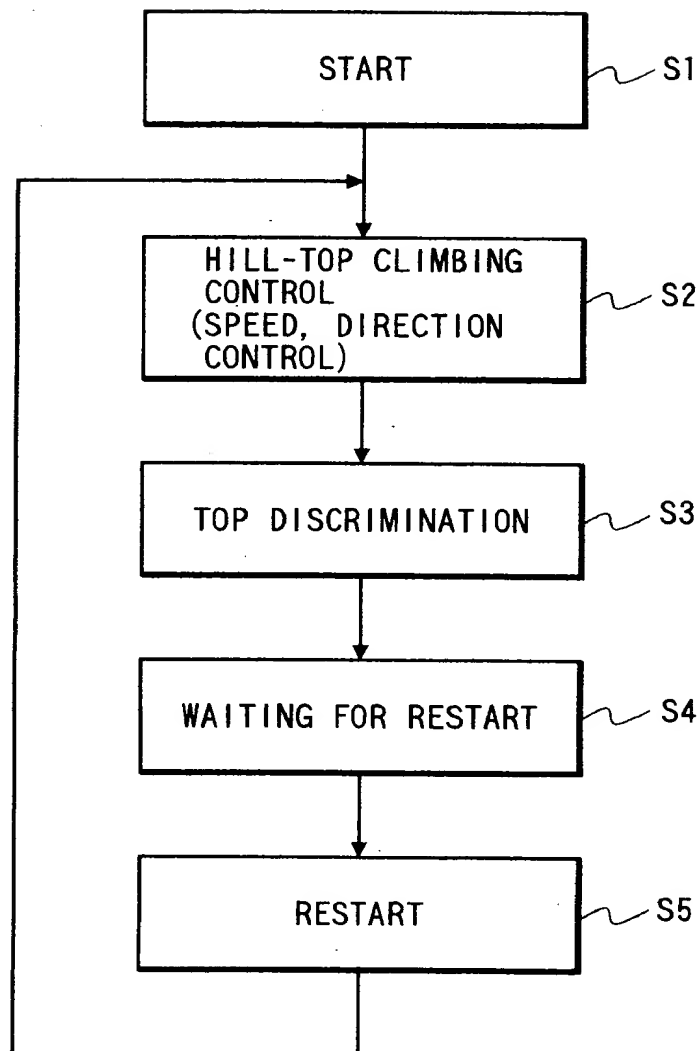 START
S1
HILL-TOP CLIMBING
CONTROL
(SPEED, DIRECTION
CONTROL)
S2
TOP DISCRIMINATION
S3
WAITING FOR RESTART
S4
RESTART
S5